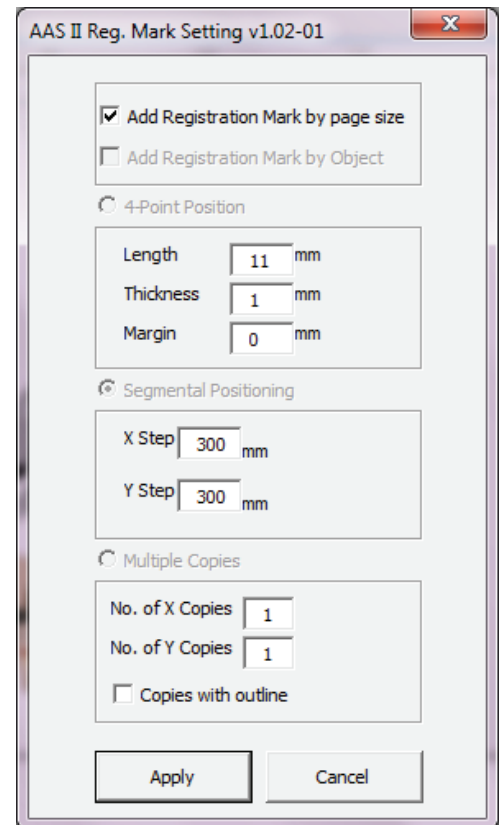 AAS II Reg. Mark Setting v1.02-01
Add Registration Mark by page size
Add Registration Mark by Object
4-Point Position
Length 11 mm
Thickness 1 mm
Margin 0 mm
Segmental Positioning
X Step 300 mm
Y Step 300 mm
Multiple Copies
No. of X Copies 1
No. of Y Copies 1
Copies with outline
Apply Cancel